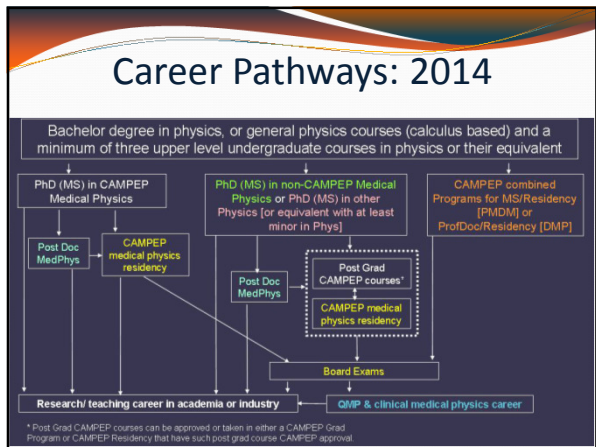 Career Pathways: 2014
Bachelor degree in physics, or general physics courses (calculus based) and a
minimum of three upper level undergraduate courses in physics or their equivalent
PhD (MS) in CAMPEP
Medical Physics
PhD (MS) in non-CAMPEP Medical
Physics or PhD (MS) in other
Physics [or equivalent with at least
minor in Phys]
CAMPEP combined
Programs for MS/Residency
[PMDM] or
ProfDoc/Residency [DMP]
Post Doc
MedPhys
CAMPEP
medical physics
residency
Post Doc
MedPhys
Post Grad
CAMPEP courses*
CAMPEP medical
physics residency
Board Exams
Research/ teaching career in academia or industry
QMP & clinical medical physics career
* Post Grad CAMPEP courses can be approved or taken in either a CAMPEP Grad
Program or CAMPEP Residency that have such post grad course CAMPEP approval.